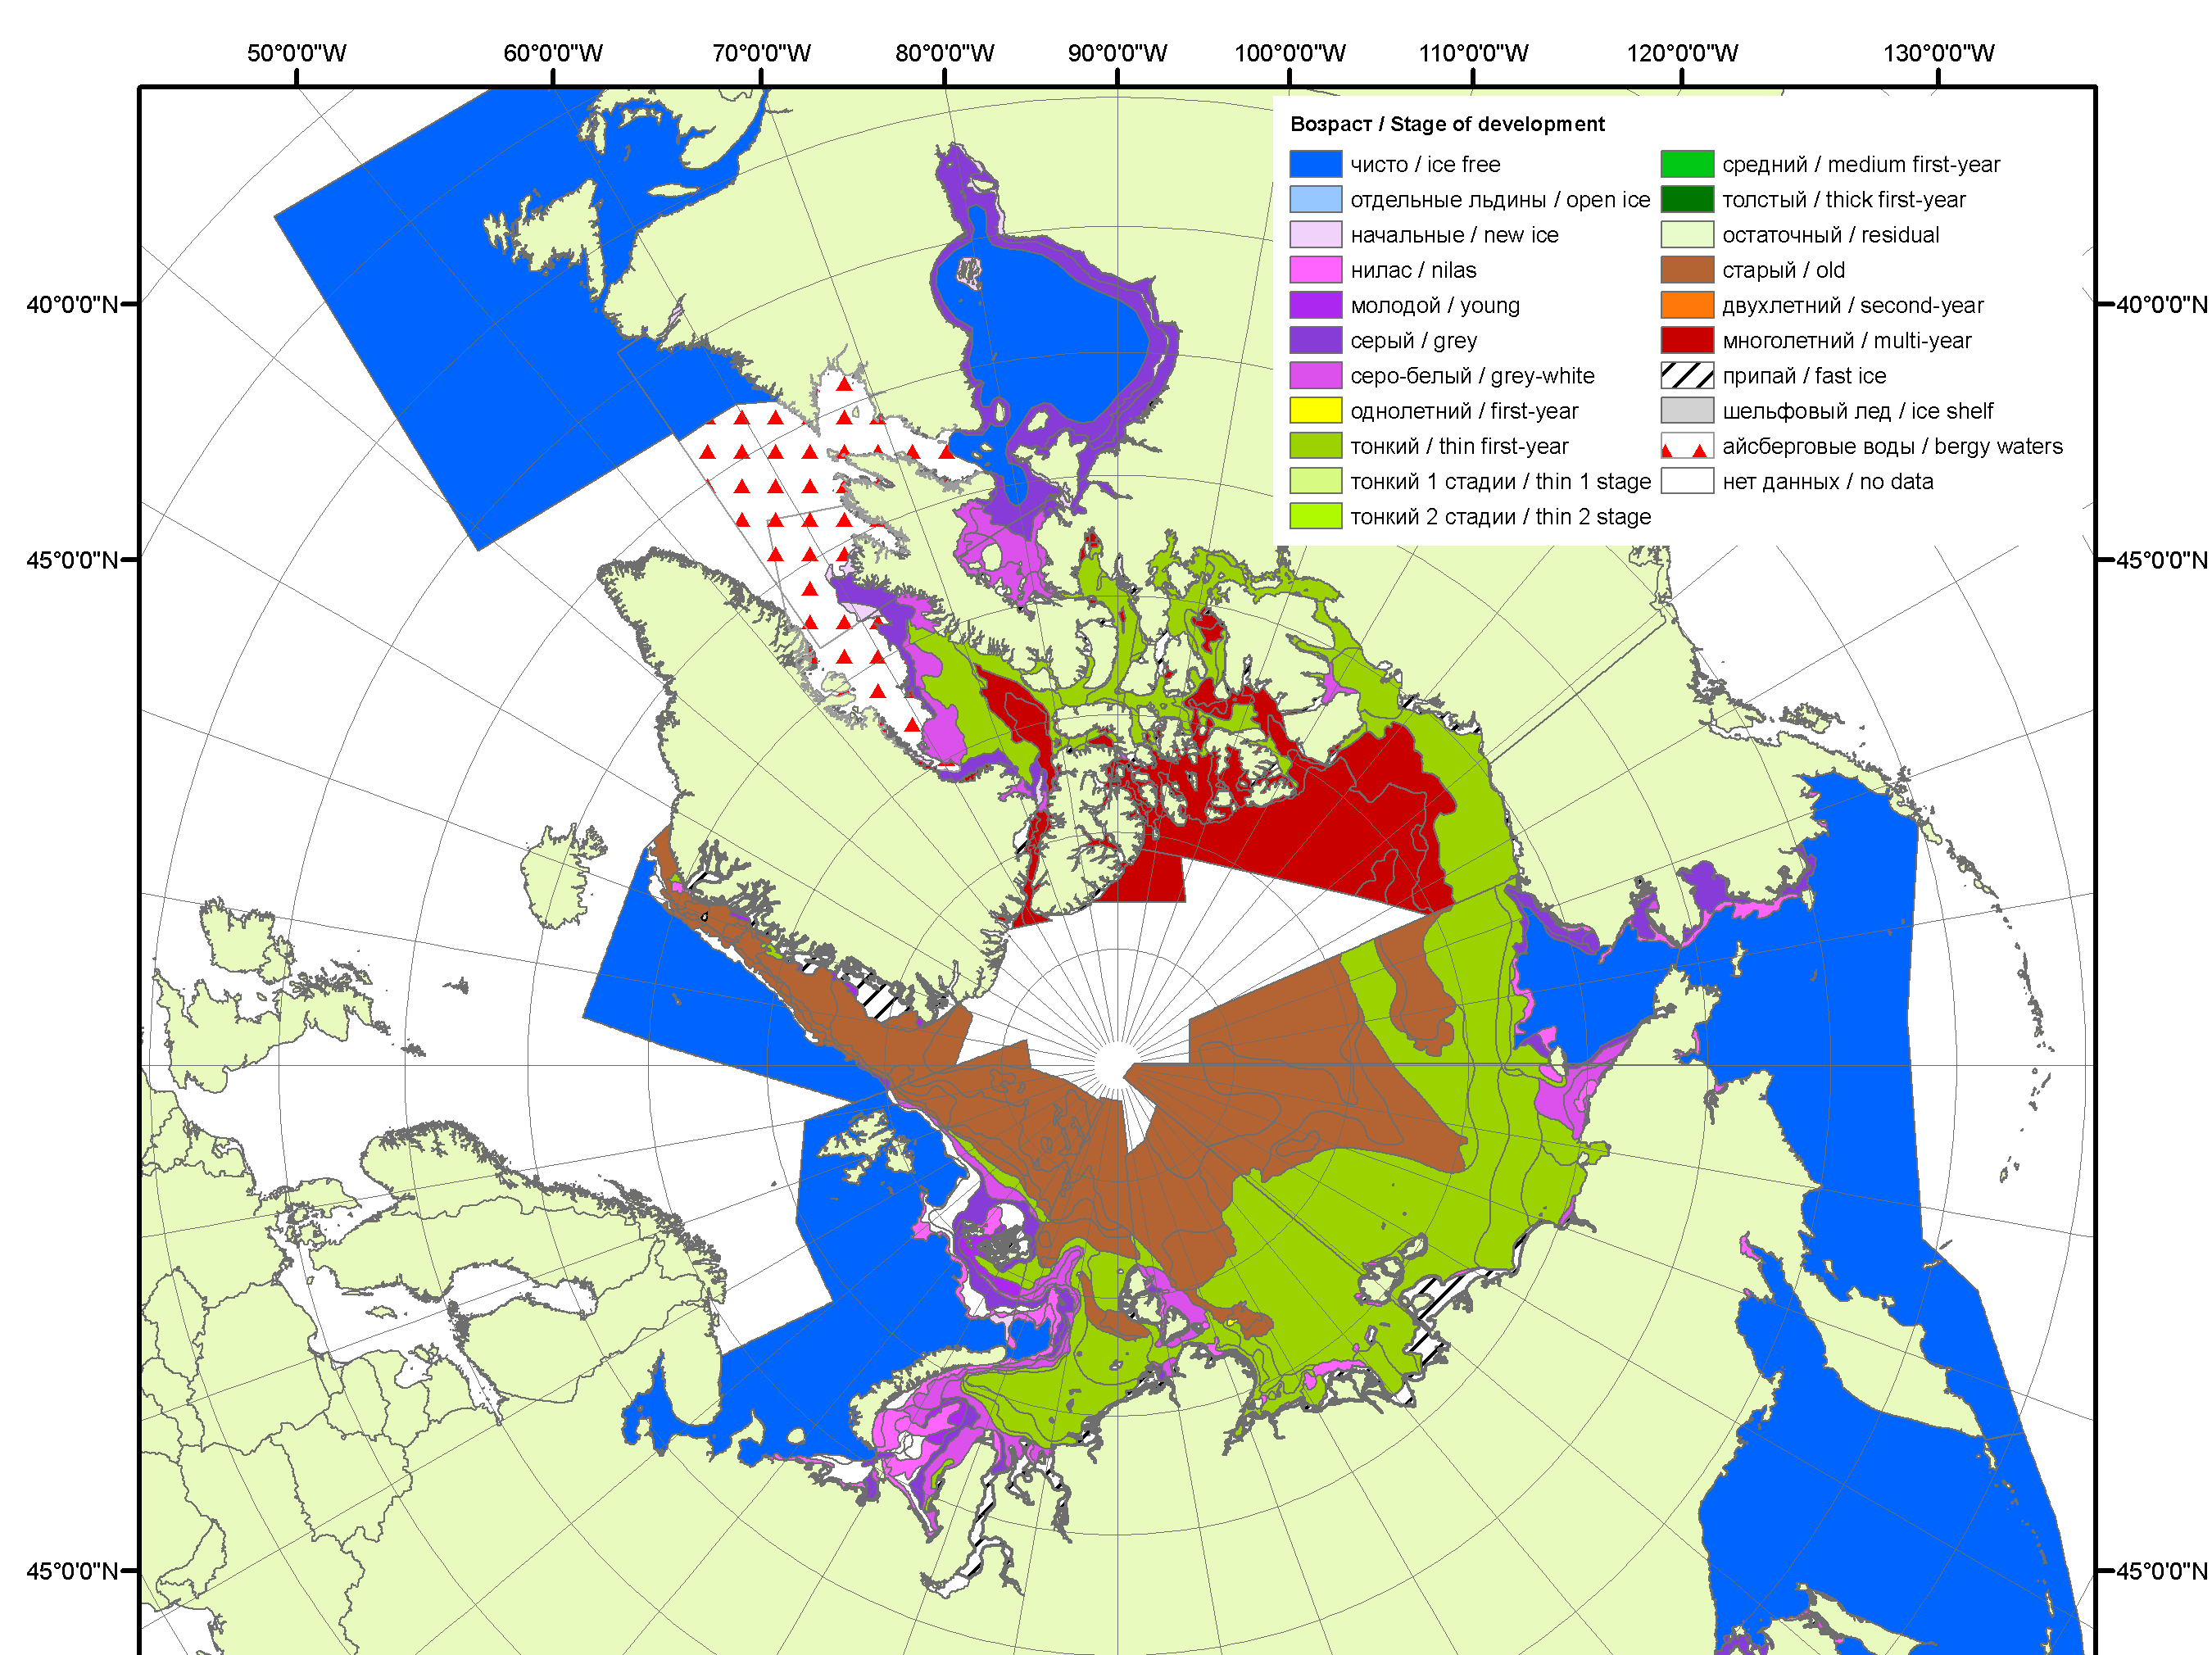 50°0'0"W 60°0'0"W 70°0'0"W 80°0'0"W 90°0'0"W 100°0'0"W 110°0'0"W 120°0'0"W 130°0'0"W
Возраст / Stage of development
чисто / ice free
отдельные льдины / open ice
начальные / new ice
нилас / nilas
молодой / young
серый / grey
серо-белый / grey-white
однолетний / first-year
тонкий / thin first-year
тонкий 1 стадии / thin 1 stage
тонкий 2 стадии / thin 2 stage
средний / medium first-year
толстый / thick first-year
остаточный / residual
старый / old
двухлетний / second-year
многолетний / multi-year
припай / fast ice
шельфовый лед / ice shelf
айсберговые воды / bergy waters
нет данных / no data
40°0'0"N 40°0'0"N
45°0'0"N 45°0'0"N
45°0'0"N 45°0'0"N